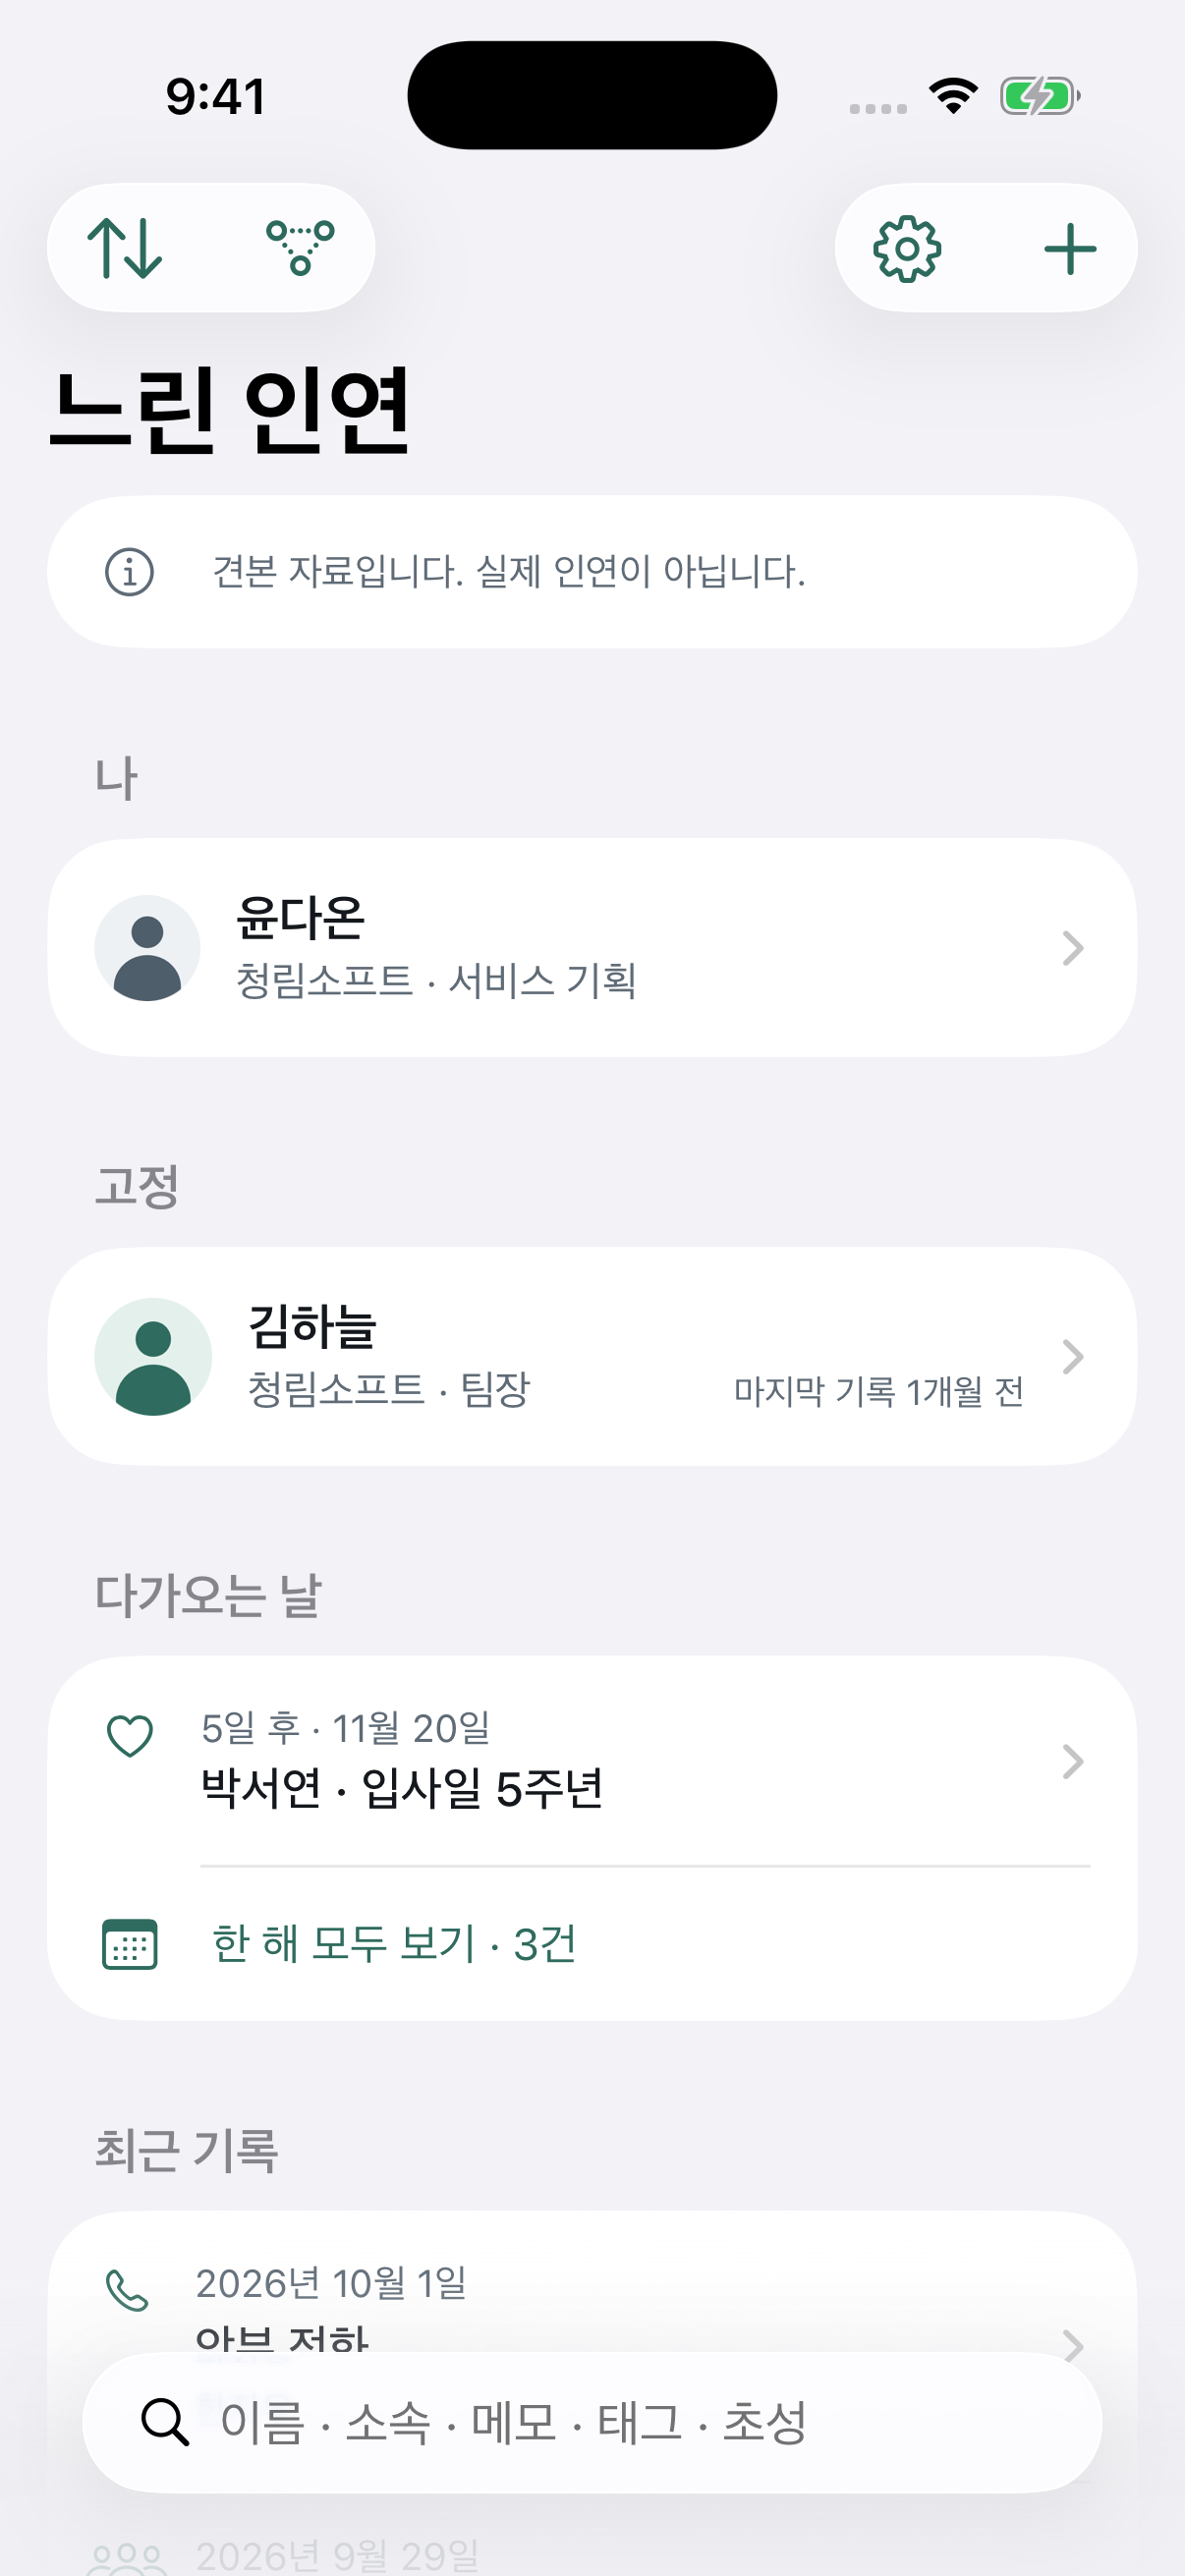 9:41
느린 인연
견본 자료입니다. 실제 인연이 아닙니다.
나
윤다온
청림소프트 · 서비스 기획
고정
김하늘
청림소프트 · 팀장
마지막 기록 1개월 전
다가오는 날
5일 후 · 11월 20일
박서연 · 입사일 5주년
한 해 모두 보기 · 3건
최근 기록
2026년 10월 1일
안부 전화
이름 · 소속 · 메모 · 태그 · 초성
2026년 9월 29일